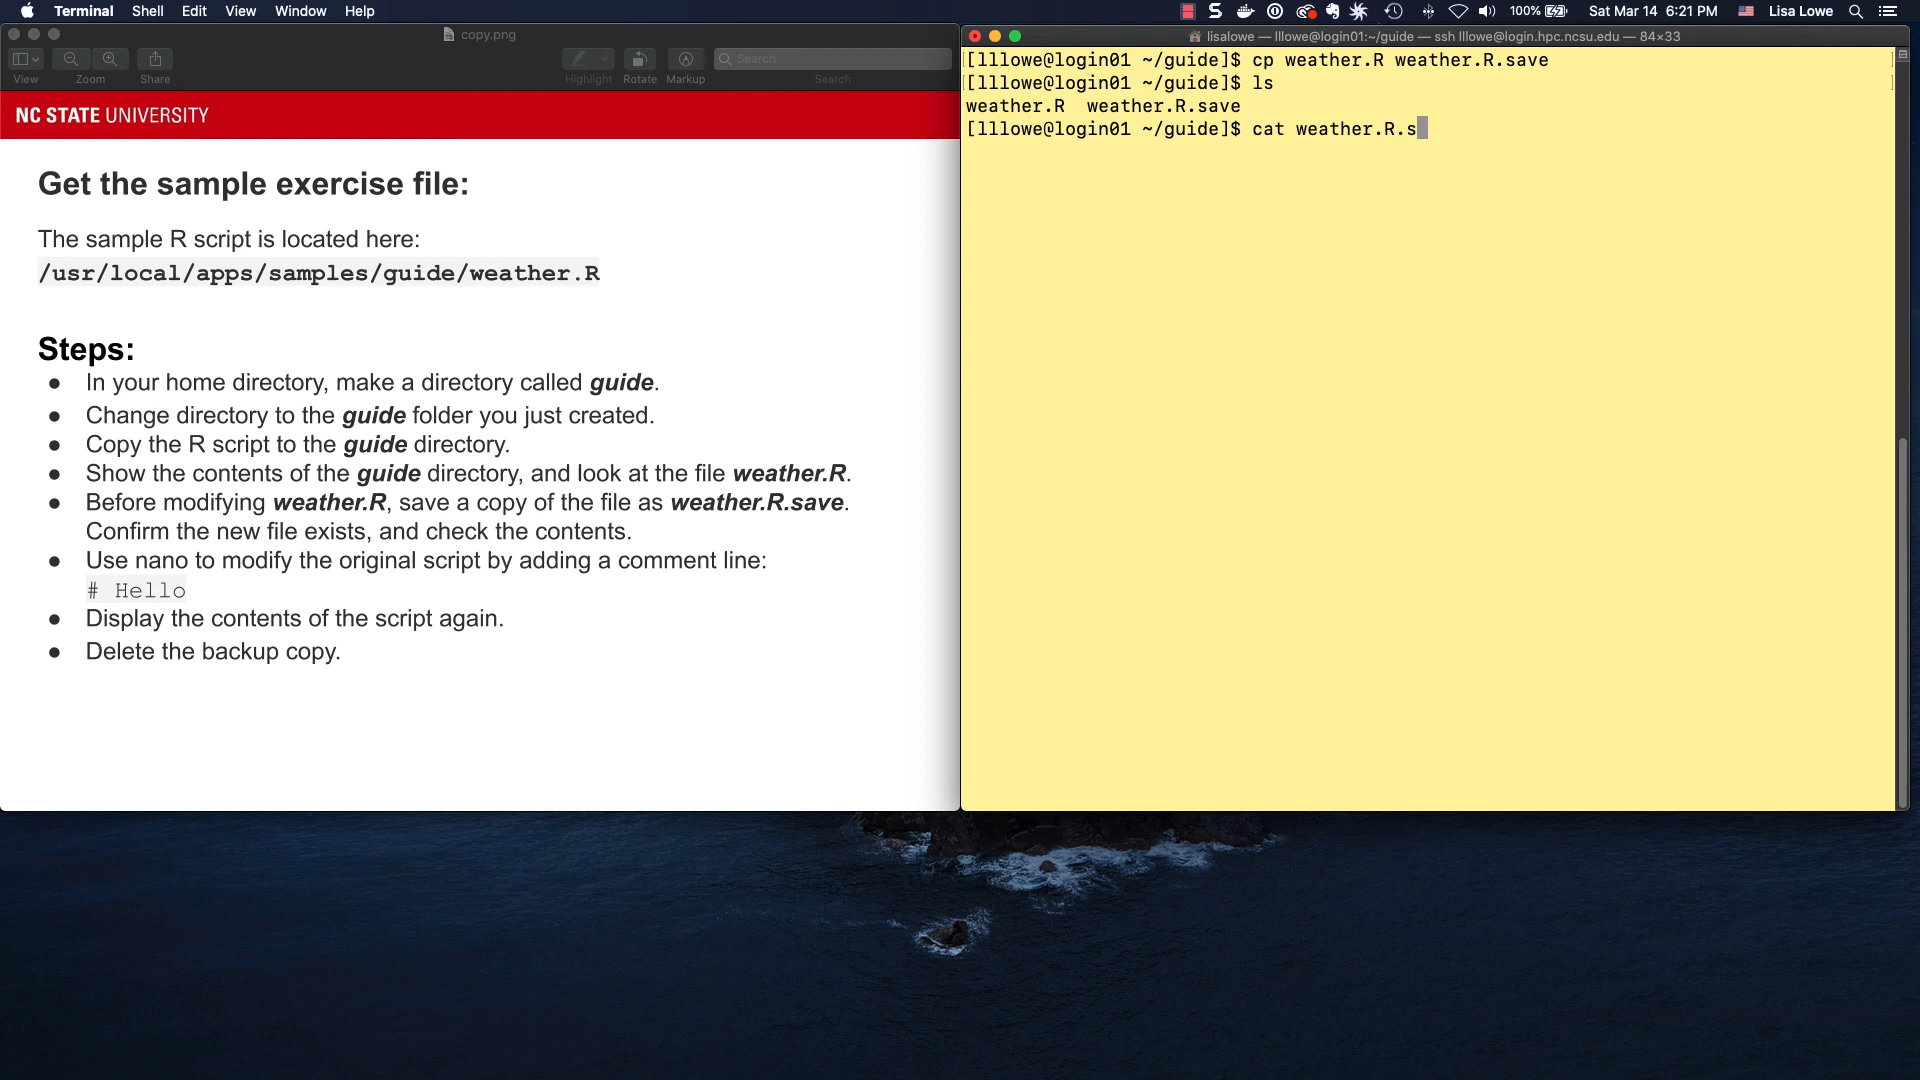 Terminal Shell Edit View Window Help
100% Sat Mar 14 6:21 PM Lisa Lowe
copy.png
View Zoom Share Highlight Rotate Markup Search
Search
NC STATE UNIVERSITY
Get the sample exercise file:
The sample R script is located here:
/usr/local/apps/samples/guide/weather.R
Steps:
● In your home directory, make a directory called guide.
● Change directory to the guide folder you just created.
● Copy the R script to the guide directory.
● Show the contents of the guide directory, and look at the file weather.R.
● Before modifying weather.R, save a copy of the file as weather.R.save.
Confirm the new file exists, and check the contents.
● Use nano to modify the original script by adding a comment line:
# Hello
● Display the contents of the script again.
● Delete the backup copy.
lisalowe — lllowe@login01:~/guide — ssh lllowe@login.hpc.ncsu.edu — 84×33
[lllowe@login01 ~/guide]$ cp weather.R weather.R.save
[lllowe@login01 ~/guide]$ ls
weather.R  weather.R.save
[lllowe@login01 ~/guide]$ cat weather.R.s